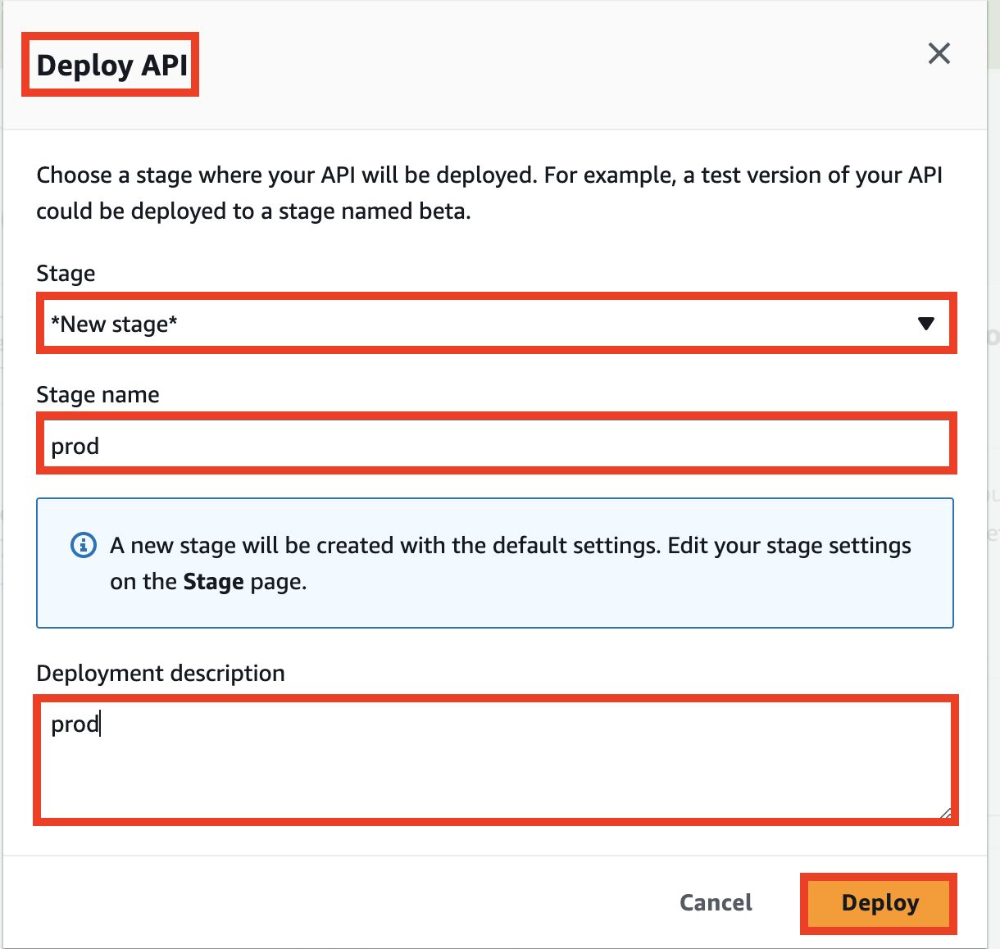 Deploy API
Choose a stage where your API will be deployed. For example, a test version of your API
could be deployed to a stage named beta.
Stage
*New stage*
Stage name
prod
A new stage will be created with the default settings. Edit your stage settings
on the Stage page.
Deployment description
prod
Cancel
Deploy